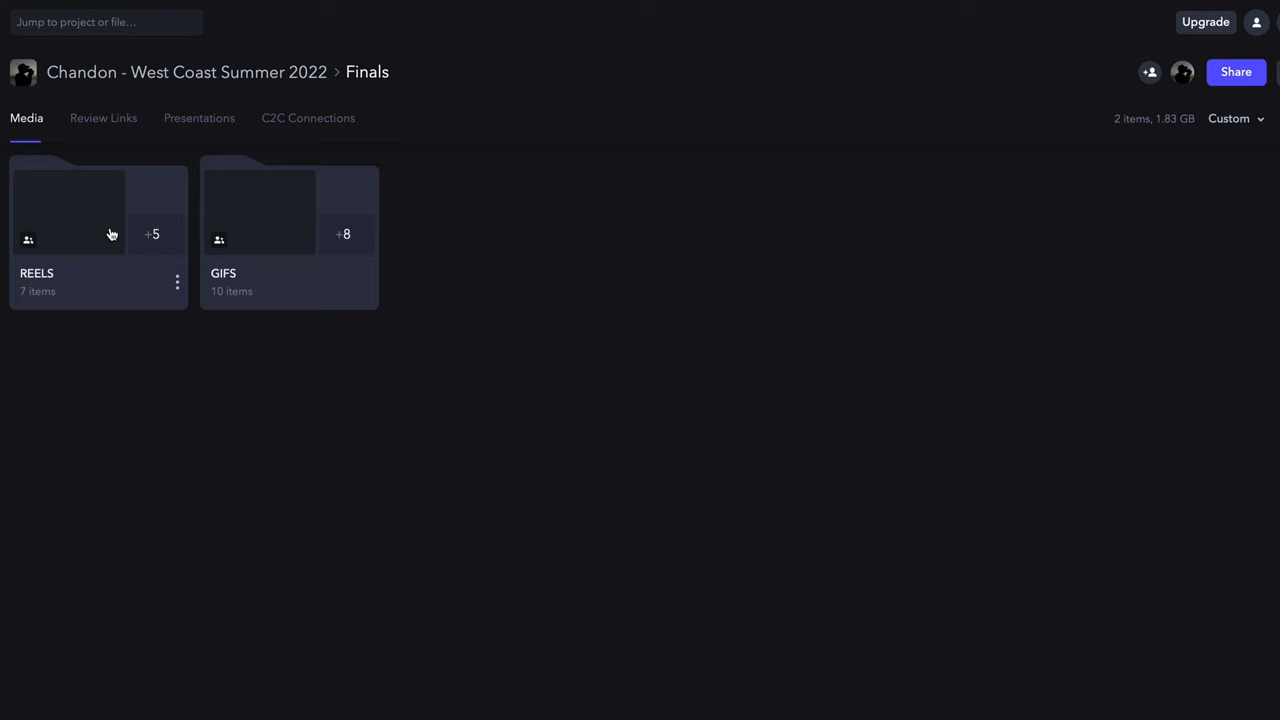 Jump to project or file...
Upgrade
Chandon - West Coast Summer 2022 > Finals
Share
Media Review Links Presentations C2C Connections
2 items, 1.83 GB Custom
+5
+8
REELS
7 items
GIFS
10 items